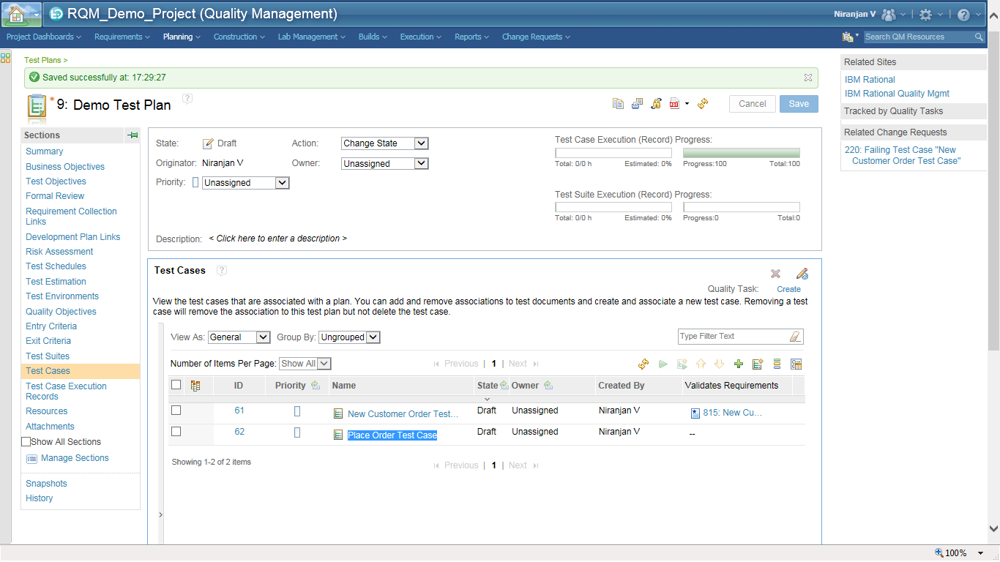 RQM_Demo_Project (Quality Management)
Niranjan V
Project Dashboards Requirements Planning Construction Lab Management Builds Execution Reports Change Requests
Search QM Resources
Test Plans >
Saved successfully at: 17:29:27
* 9: Demo Test Plan ?
PDF
Cancel Save
Sections
Summary
Business Objectives
Test Objectives
Formal Review
Requirement Collection
Links
Development Plan Links
Risk Assessment
Test Schedules
Test Estimation
Test Environments
Quality Objectives
Entry Criteria
Exit Criteria
Test Suites
Test Cases
Test Case Execution
Records
Resources
Attachments
Show All Sections
Manage Sections
Snapshots
History
State: Draft Action: Change State
Originator: Niranjan V Owner: Unassigned
Priority: Unassigned
Description: < Click here to enter a description >
Test Case Execution (Record) Progress:
Total: 0/0 h Estimated: 0% Progress:100 Total:100
Test Suite Execution (Record) Progress:
Total: 0/0 h Estimated: 0% Progress:0 Total:0
Test Cases ?
Quality Task: Create
View the test cases that are associated with a plan. You can add and remove associations to test documents and create and associate a new test case. Removing a test
case will remove the association to this test plan but not delete the test case.
View As: General Group By: Ungrouped
Type Filter Text
Number of Items Per Page: Show All Previous | 1 | Next
ID Priority Name State Owner Created By Validates Requirements
61 New Customer Order Test... Draft Unassigned Niranjan V 815: New Cu...
62 Place Order Test Case Draft Unassigned Niranjan V --
Showing 1-2 of 2 items Previous | 1 | Next
Related Sites
IBM Rational
IBM Rational Quality Mgmt
Tracked by Quality Tasks
Related Change Requests
220: Failing Test Case "New
Customer Order Test Case"
100%